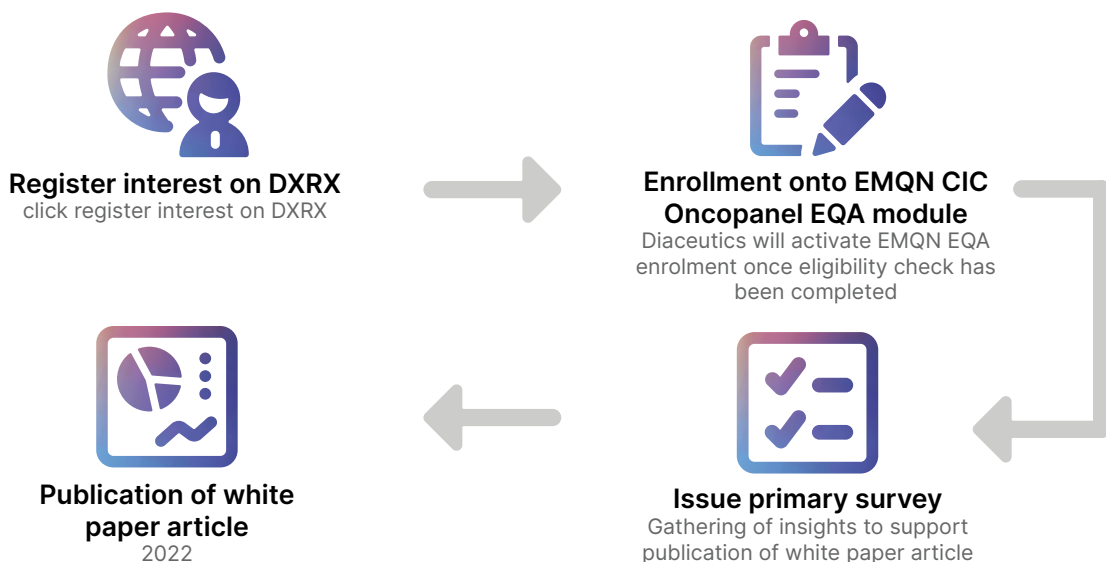 Register interest on DXRX
click register interest on DXRX
Enrollment onto EMQN CIC
Oncopanel EQA module
Diaceutics will activate EMQN EQA
enrolment once eligibility check has
been completed
Issue primary survey
Gathering of insights to support
publication of white paper article
Publication of white
paper article
2022